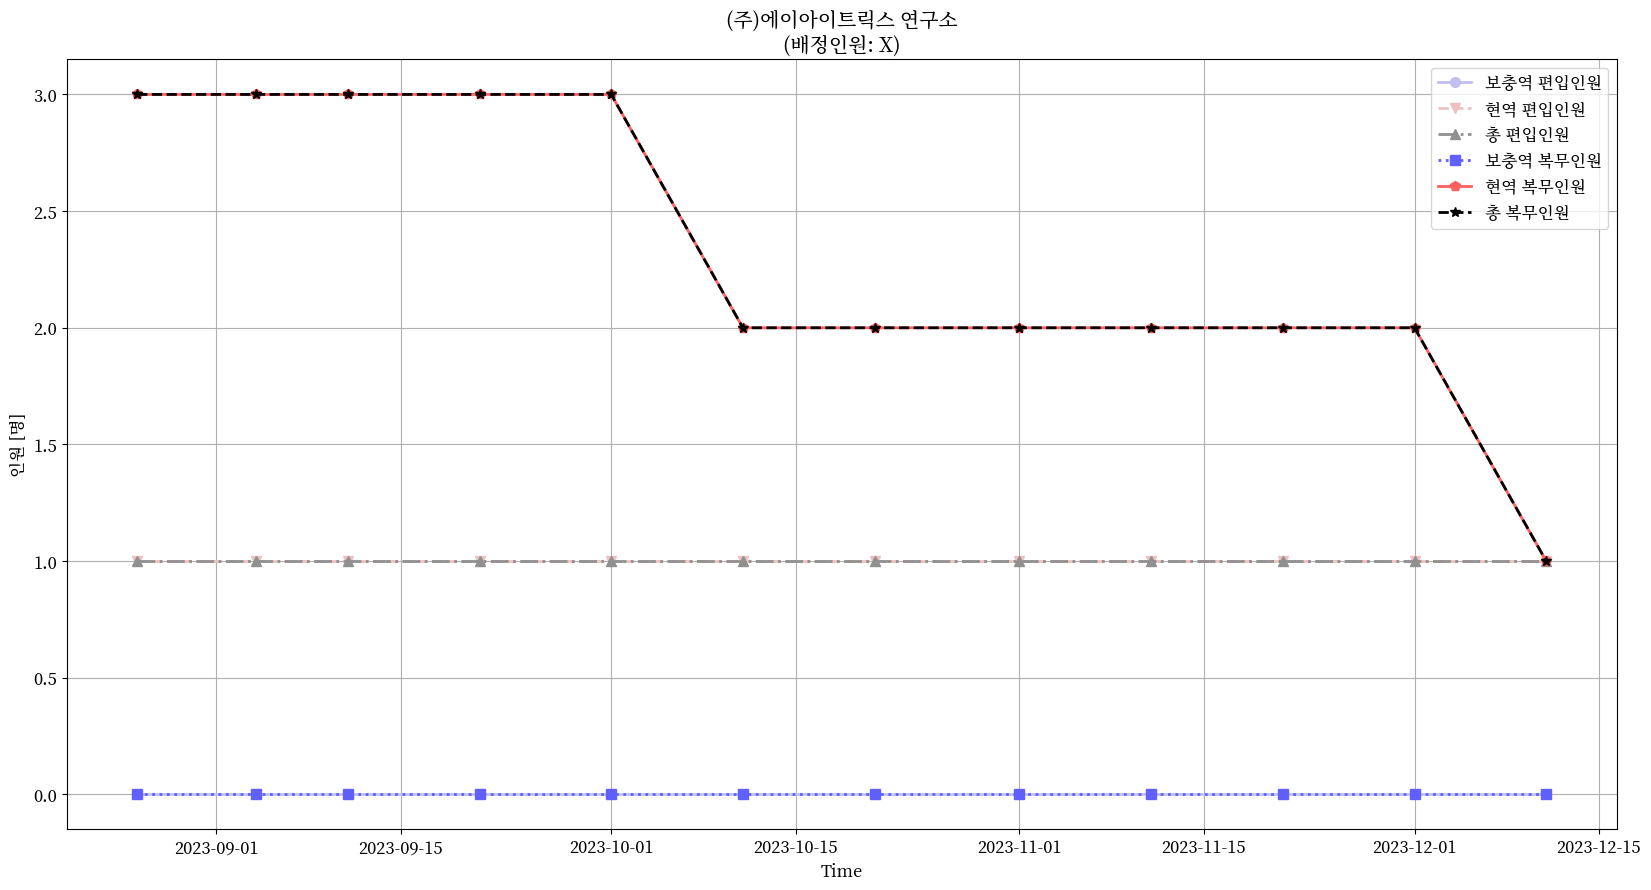 (주)에이아이트릭스 연구소
(배정인원: X)
보충역 편입인원
현역 편입인원
총 편입인원
보충역 복무인원
현역 복무인원
총 복무인원
3.0
2.5
2.0
1.5
1.0
0.5
0.0
인원 [명]
2023-09-01
2023-09-15
2023-10-01
2023-10-15
2023-11-01
2023-11-15
2023-12-01
2023-12-15
Time